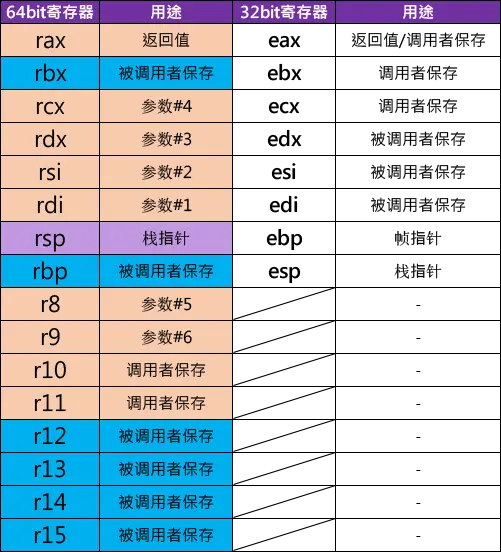 64bit寄存器 用途 32bit寄存器 用途
rax 返回值 eax 返回值/调用者保存
rbx 被调用者保存 ebx 调用者保存
rcx 参数#4 ecx 调用者保存
rdx 参数#3 edx 被调用者保存
rsi 参数#2 esi 被调用者保存
rdi 参数#1 edi 被调用者保存
rsp 栈指针 ebp 帧指针
rbp 被调用者保存 esp 栈指针
r8 参数#5 -
r9 参数#6 -
r10 调用者保存 -
r11 调用者保存 -
r12 被调用者保存 -
r13 被调用者保存 -
r14 被调用者保存 -
r15 被调用者保存 -